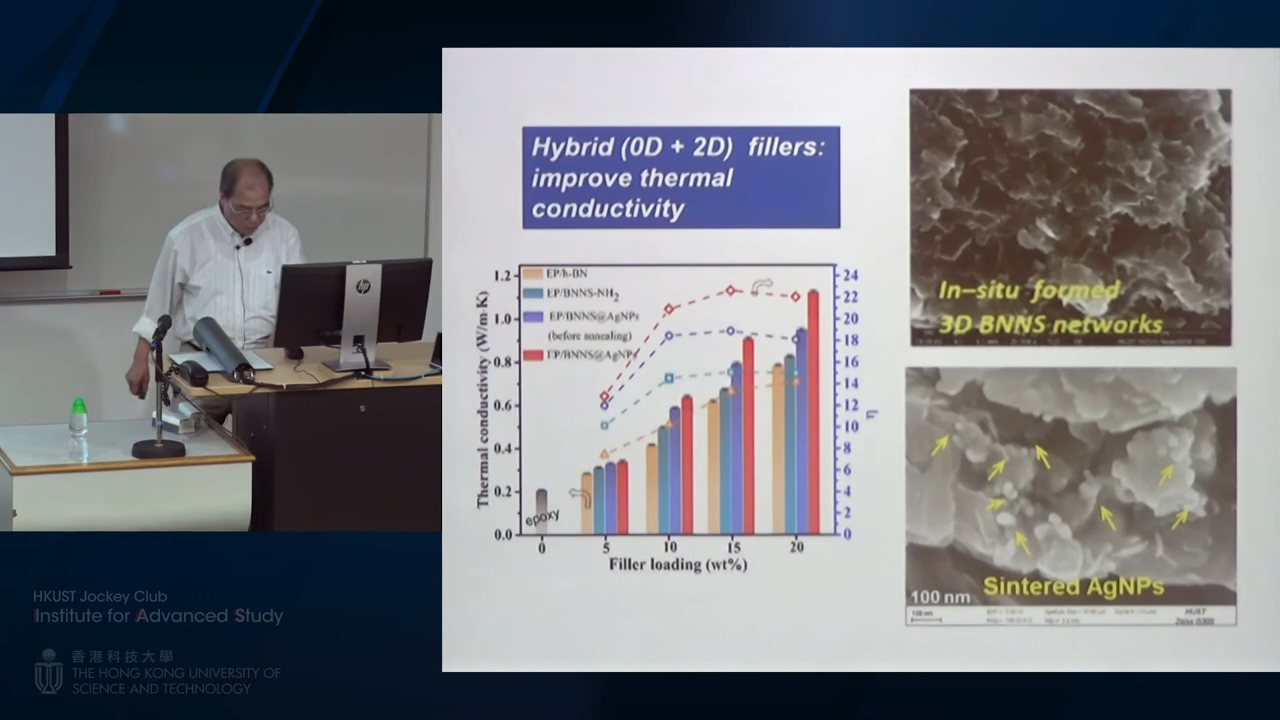 Hybrid (0D + 2D) fillers:
improve thermal
conductivity
Thermal conductivity (W/m·K)
1.2
1.0
0.8
0.6
0.4
0.2
0.0
EP/h-BN
EP/BNNS-NH2
EP/BNNS@AgNPs
(before annealing)
EP/BNNS@AgNPs
epoxy
0
5
10
15
20
Filler loading (wt%)
24
22
20
18
16
14
12
10
8
6
4
2
0
η
In–situ formed
3D BNNS networks
Sintered AgNPs
100 nm
100 nm
HUST
hp
HKUST Jockey Club
Institute for Advanced Study
香港科技大學
THE HONG KONG UNIVERSITY OF
SCIENCE AND TECHNOLOGY